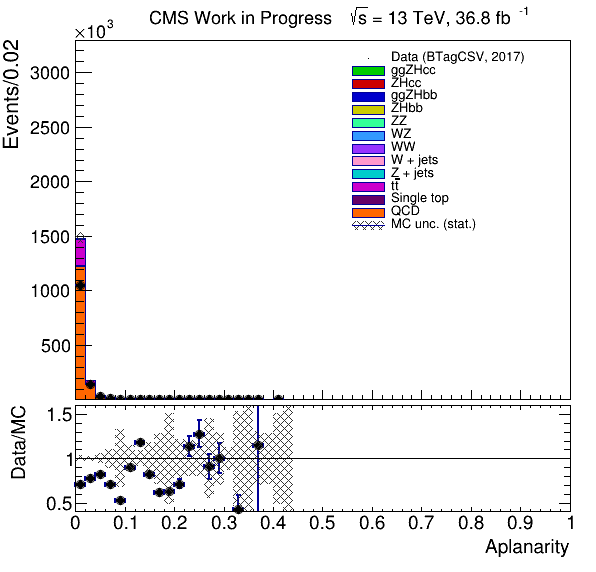 CMS Work in Progress √s = 13 TeV, 36.8 fb⁻¹
×10³
Events/0.02
3000
2500
2000
1500
1000
500
Data (BTagCSV, 2017)
ggZHcc
ZHcc
ggZHbb
ZHbb
ZZ
WZ
WW
W + jets
Z + jets
tt̅
Single top
QCD
MC unc. (stat.)
Data/MC
1.5
1
0.5
0 0.1 0.2 0.3 0.4 0.5 0.6 0.7 0.8 0.9 1
Aplanarity